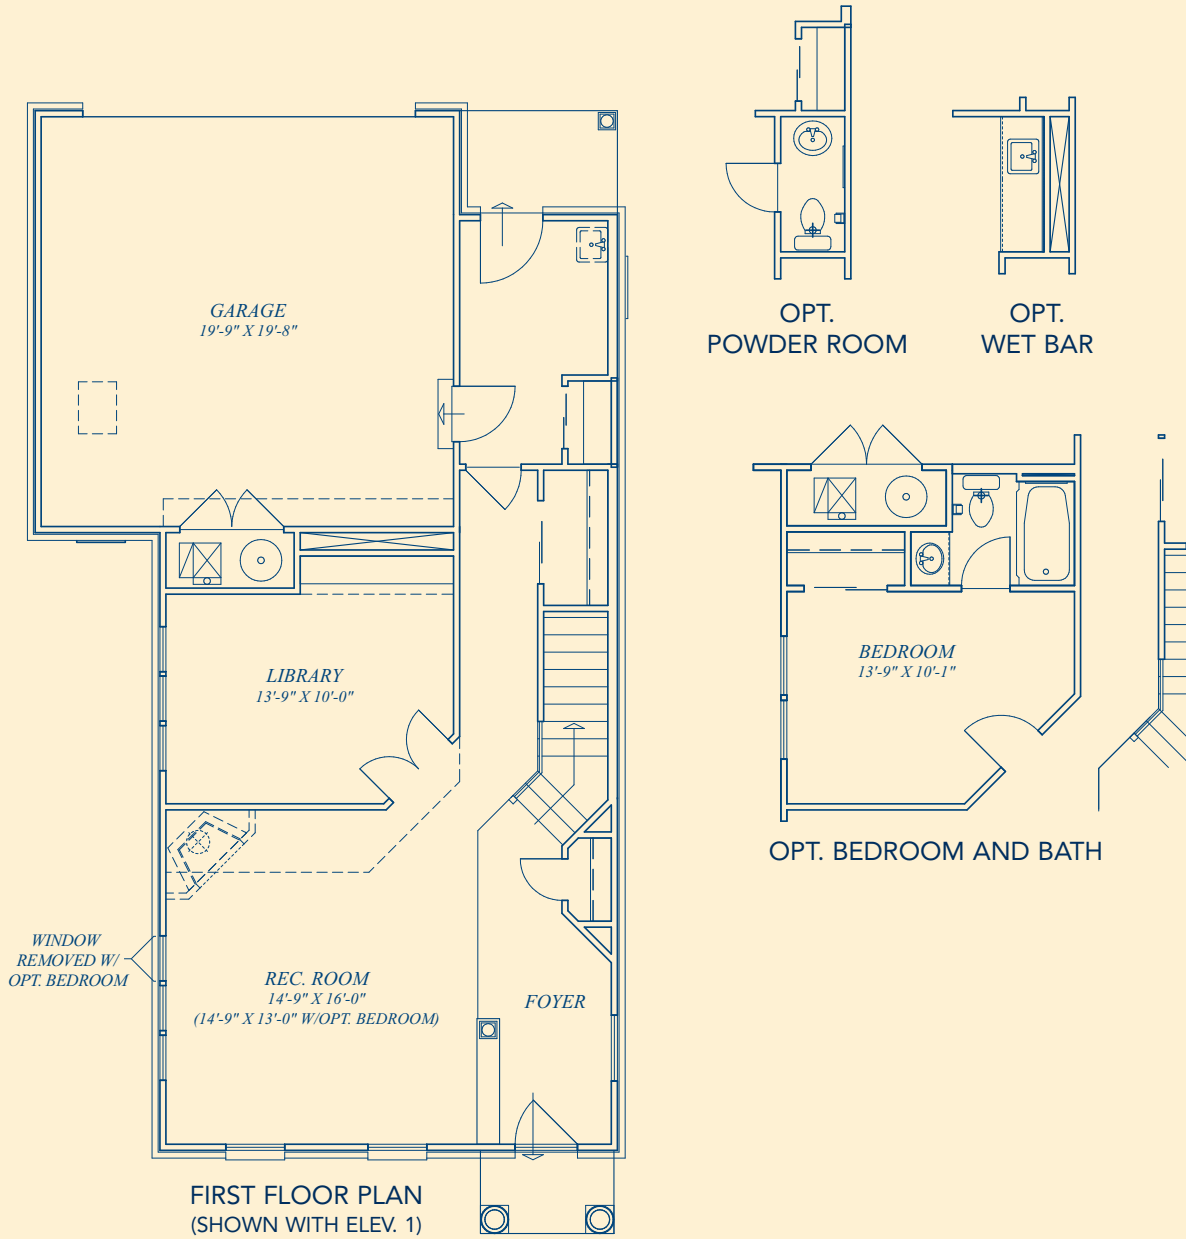 GARAGE
19'-9" X 19'-8"
OPT.
POWDER ROOM
OPT.
WET BAR
LIBRARY
13'-9" X 10'-0"
BEDROOM
13'-9" X 10'-1"
OPT. BEDROOM AND BATH
WINDOW
REMOVED W/
OPT. BEDROOM
REC. ROOM
14'-9" X 16'-0"
(14'-9" X 13'-0" W/OPT. BEDROOM)
FOYER
FIRST FLOOR PLAN
(SHOWN WITH ELEV. 1)